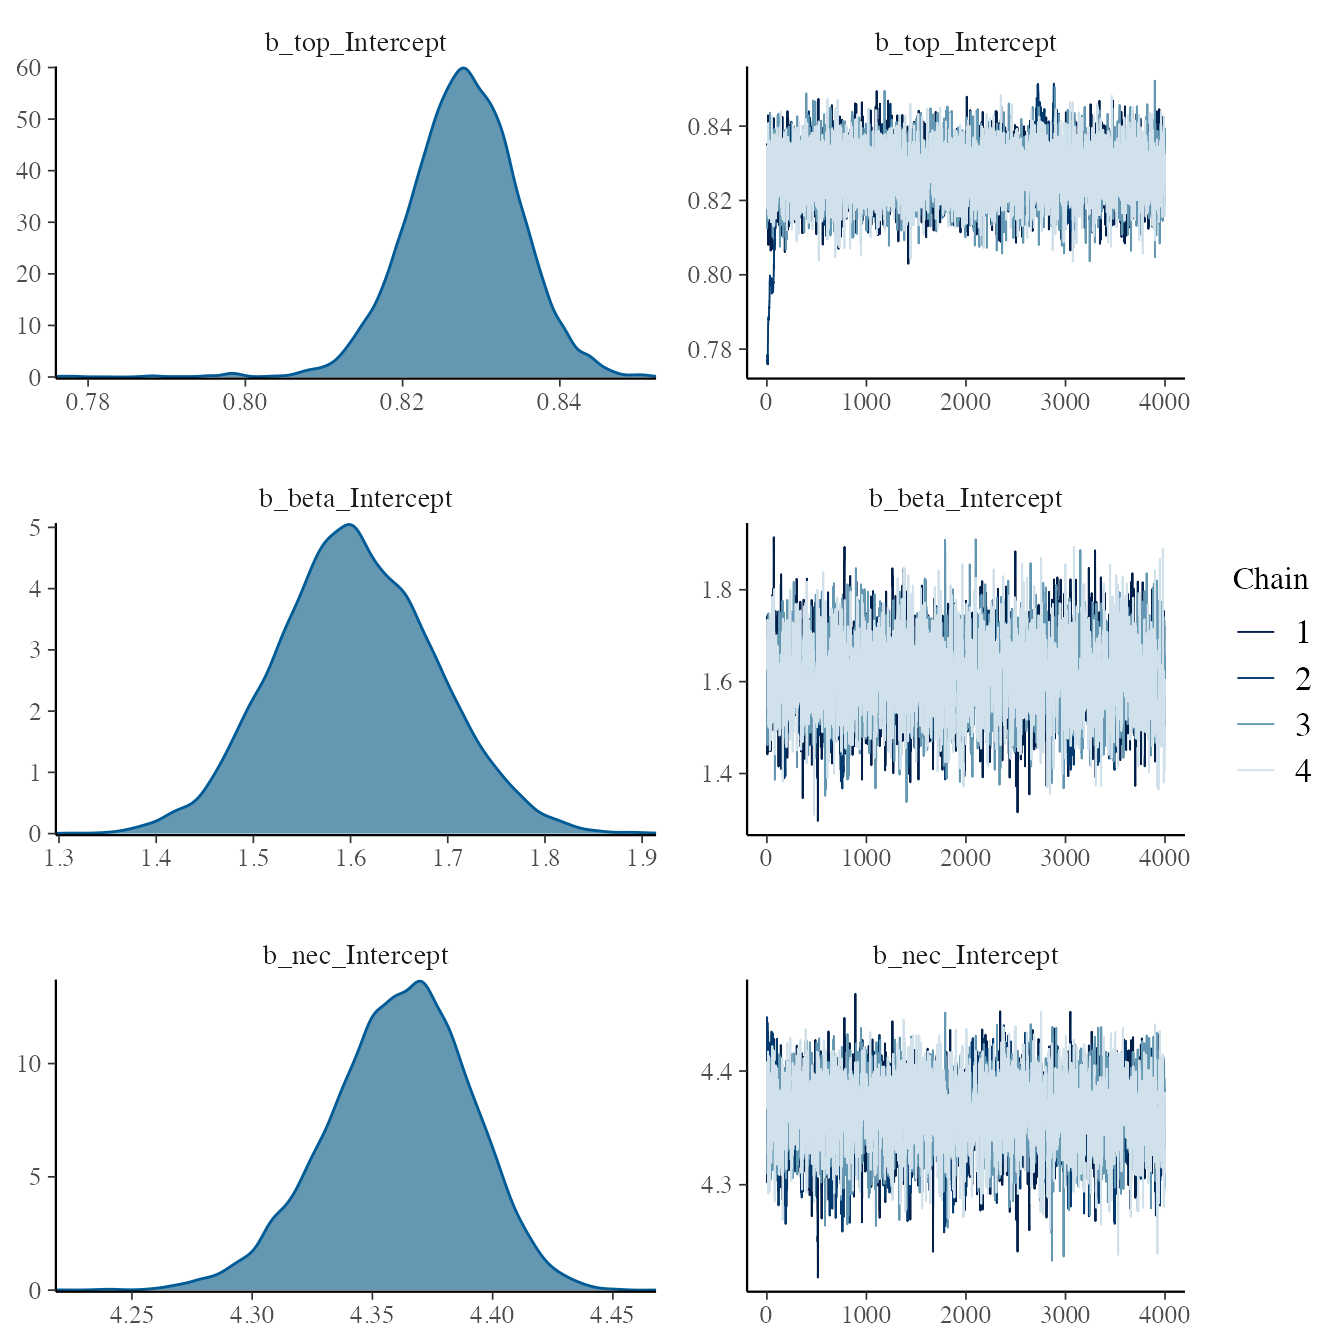 b_top_Intercept
60
50
40
30
20
10
0
0.78 0.80 0.82 0.84
b_top_Intercept
0.84
0.82
0.80
0.78
0 1000 2000 3000 4000
b_beta_Intercept
5
4
3
2
1
0
1.3 1.4 1.5 1.6 1.7 1.8 1.9
b_beta_Intercept
1.8
1.6
1.4
0 1000 2000 3000 4000
Chain
1
2
3
4
b_nec_Intercept
10
5
0
4.25 4.30 4.35 4.40 4.45
b_nec_Intercept
4.4
4.3
0 1000 2000 3000 4000